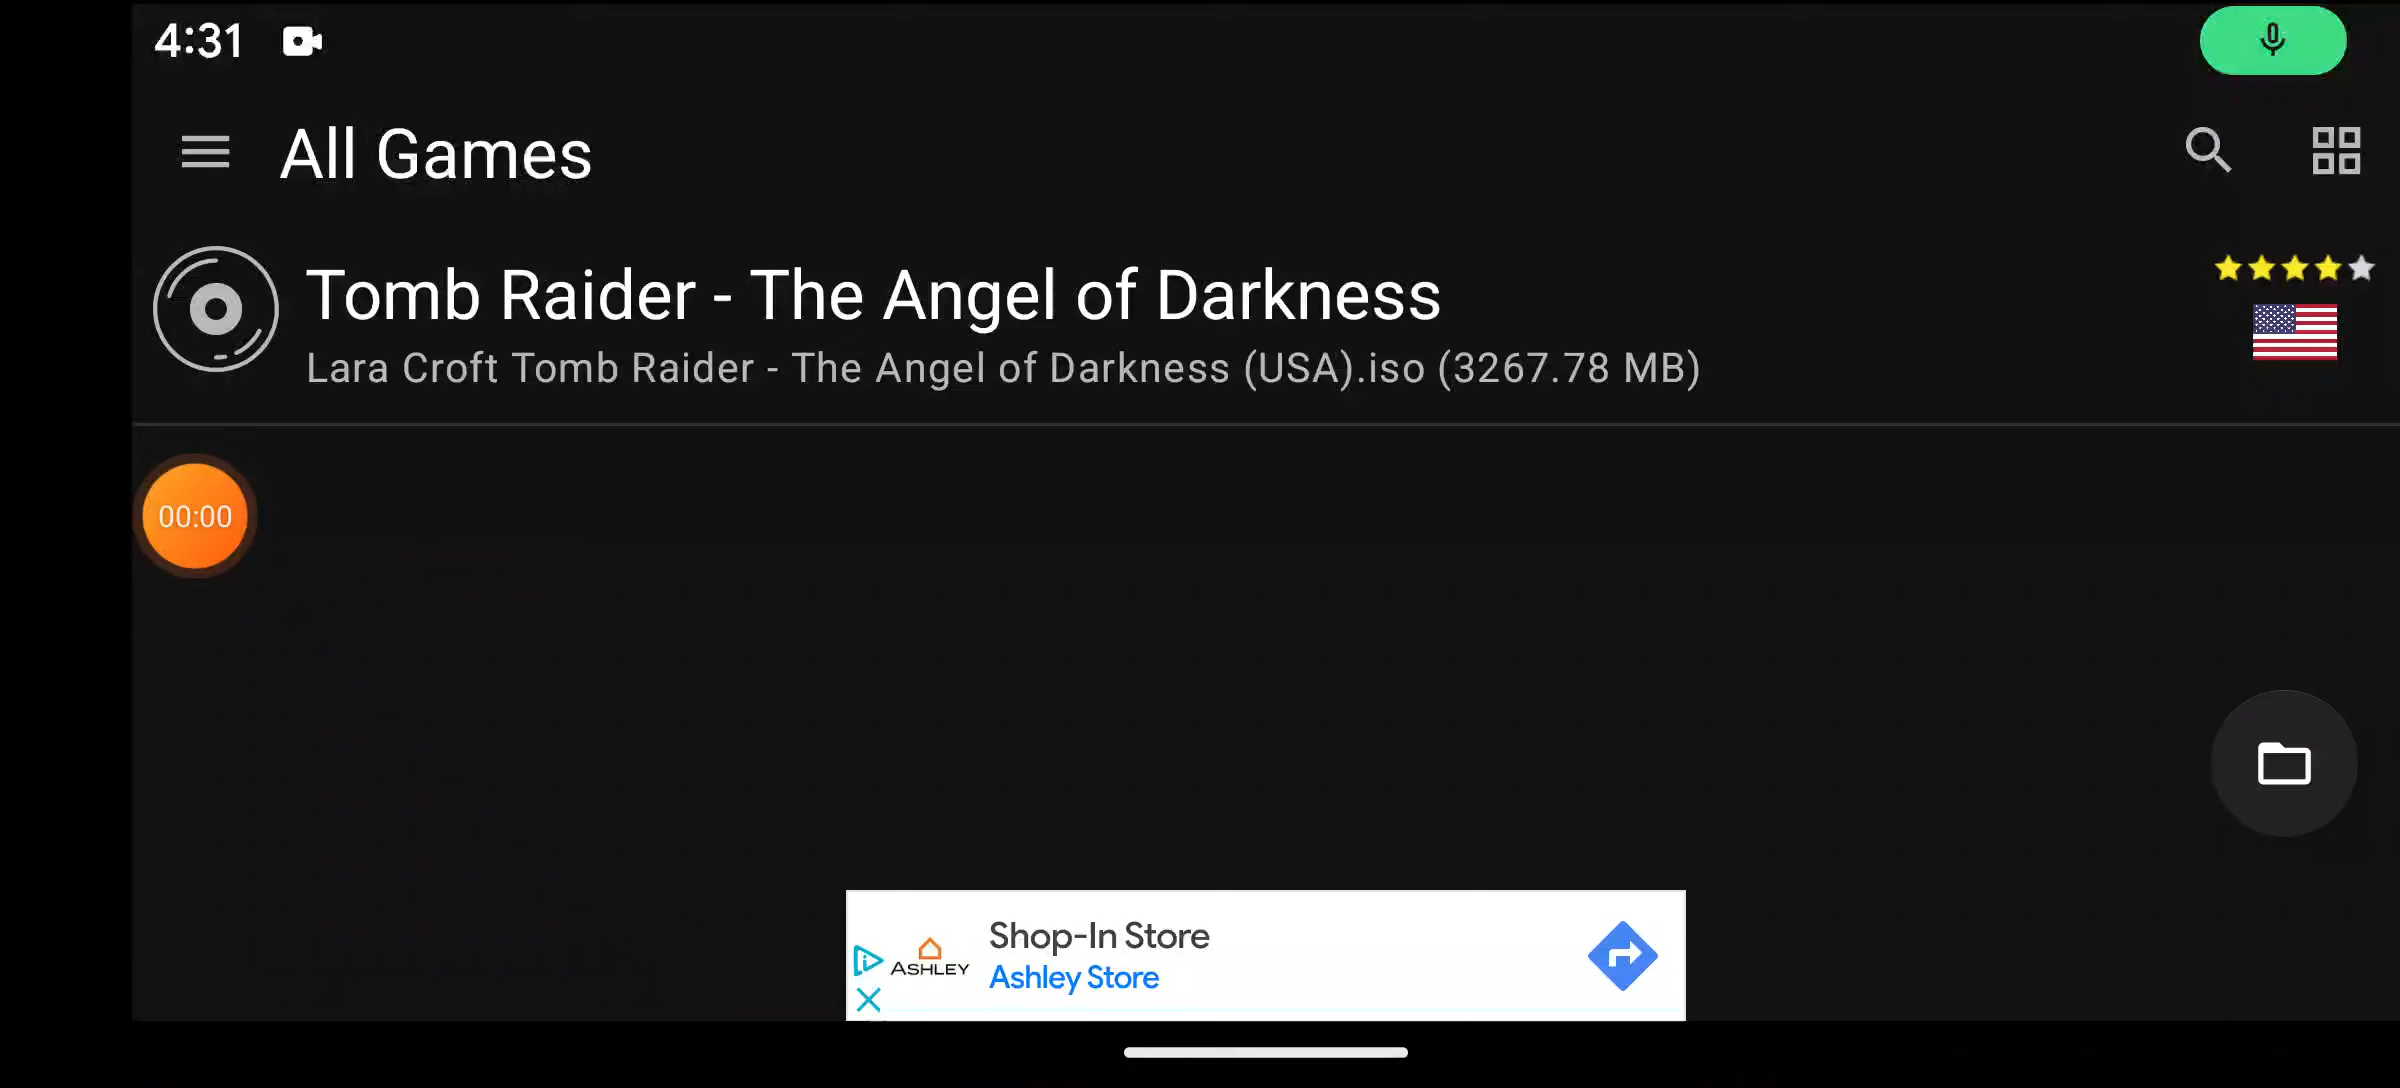 4:31
All Games
Tomb Raider - The Angel of Darkness
Lara Croft Tomb Raider - The Angel of Darkness (USA).iso (3267.78 MB)
00:00
Shop-In Store
ASHLEY
Ashley Store